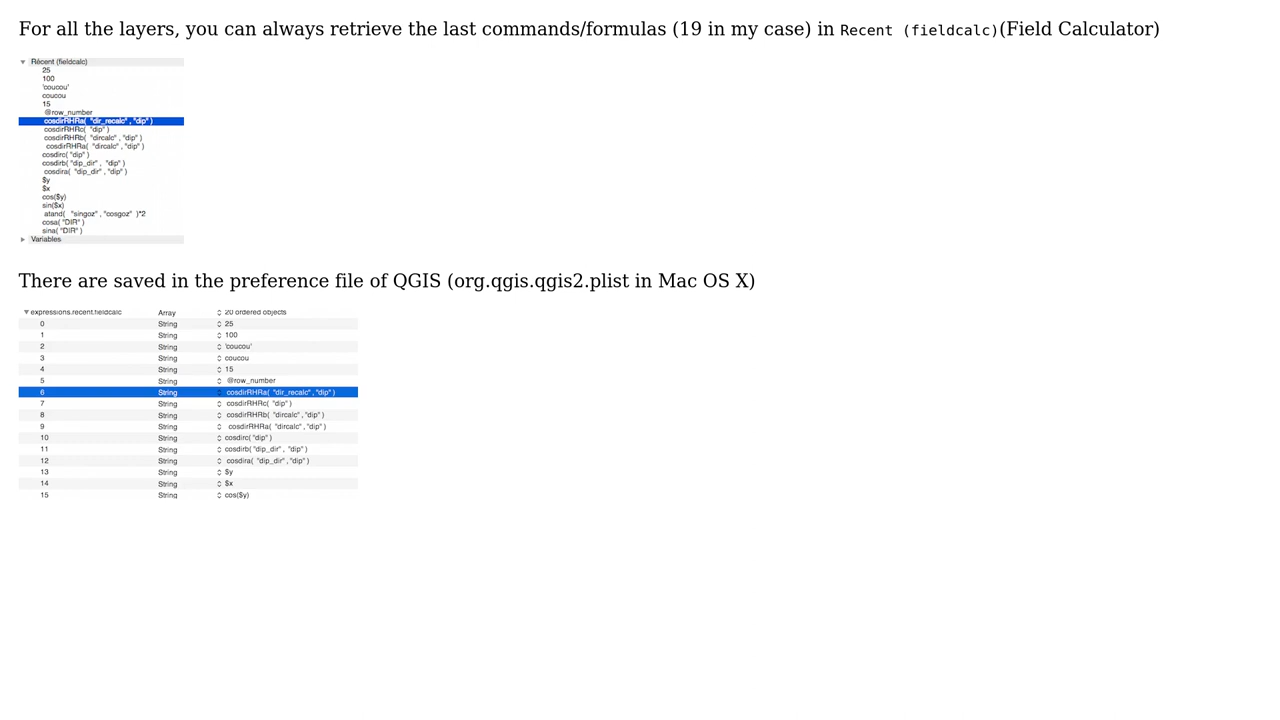 For all the layers, you can always retrieve the last commands/formulas (19 in my case) in Recent (fieldcalc)(Field Calculator)
▼ Récent (fieldcalc)
25
100
'coucou'
coucou
15
@row_number
cosdirRHRa( "dir_recalc" , "dip" )
cosdirRHRc( "dip" )
cosdirRHRb( "dircalc" , "dip" )
cosdirRHRa( "dircalc" , "dip" )
cosdirc( "dip" )
cosdirb( "dip_dir" , "dip" )
cosdira( "dip_dir" , "dip" )
$y
$x
cos($y)
sin($x)
atand( "singoz" , "cosgoz" )*2
cosa( "DIR" )
sina( "DIR" )
► Variables
There are saved in the preference file of QGIS (org.qgis.qgis2.plist in Mac OS X)
▼ expressions.recent.fieldcalc Array 20 ordered objects
0 String 25
1 String 100
2 String 'coucou'
3 String coucou
4 String 15
5 String @row_number
6 String cosdirRHRa( "dir_recalc" , "dip" )
7 String cosdirRHRc( "dip" )
8 String cosdirRHRb( "dircalc" , "dip" )
9 String cosdirRHRa( "dircalc" , "dip" )
10 String cosdirc( "dip" )
11 String cosdirb( "dip_dir" , "dip" )
12 String cosdira( "dip_dir" , "dip" )
13 String $y
14 String $x
15 String cos($y)